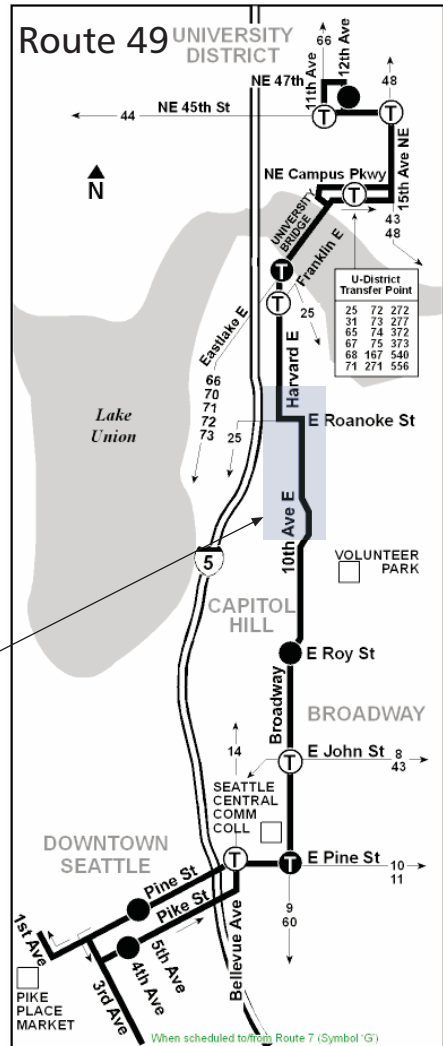 Route 49
UNIVERSITY
DISTRICT
NE 47th
11th Ave
12th Ave
66
48
44
NE 45th St
T
T
15th Ave NE
N
NE Campus Pkwy
T
43
48
UNIVERSITY
BRIDGE
T
Franklin E
T
25
U-District
Transfer Point
25 72 272
31 73 277
65 74 372
67 75 373
68 167 540
71 271 556
Eastlake E
66
70
71
72
73
Harvard E
25
E Roanoke St
Lake
Union
10th Ave E
5
VOLUNTEER
PARK
CAPITOL
HILL
E Roy St
Broadway
BROADWAY
14
T
E John St
8
43
SEATTLE
CENTRAL
COMM
COLL
DOWNTOWN
SEATTLE
T
T
E Pine St
10
11
Pine St
Pike St
9
60
Bellevue Ave
1st Ave
5th Ave
4th Ave
3rd Ave
PIKE
PLACE
MARKET
When scheduled to/from Route 7 (Symbol 'G')